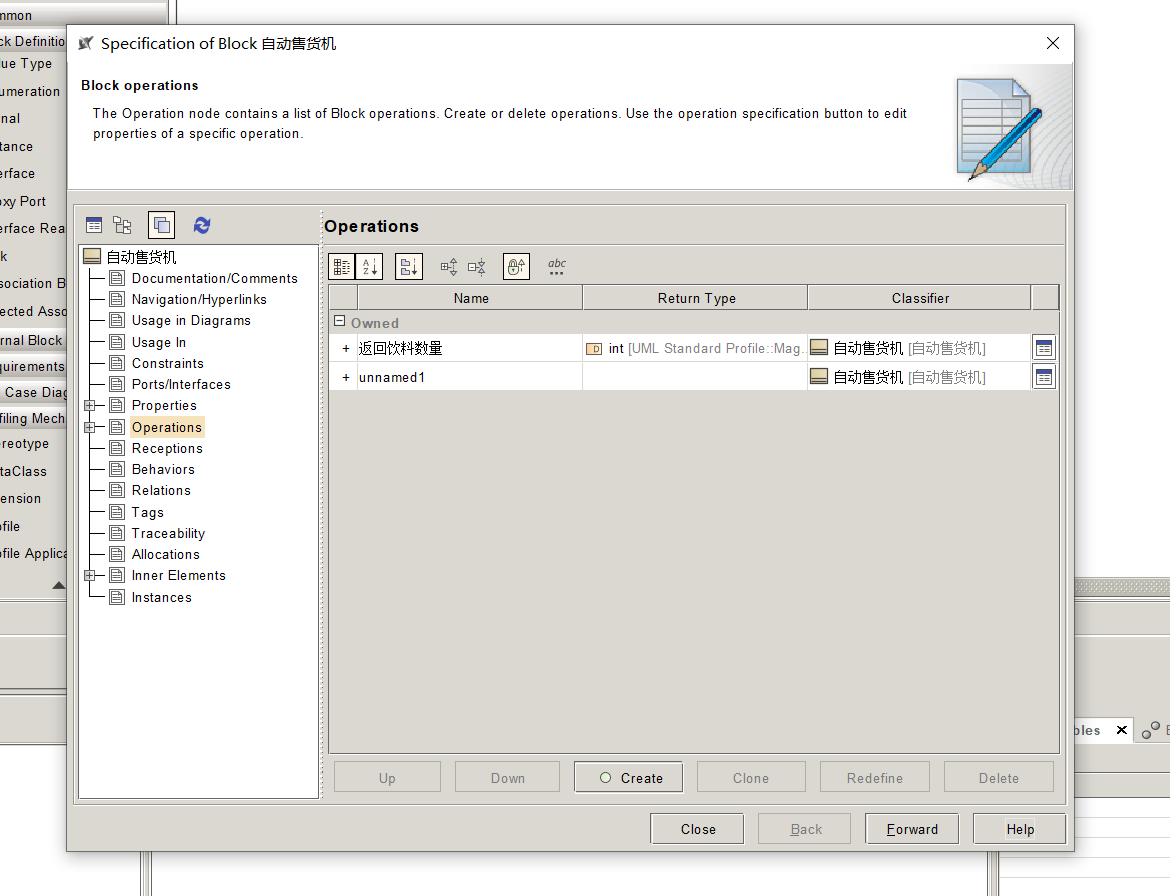 Specification of Block 自动售货机
Block operations
The Operation node contains a list of Block operations. Create or delete operations. Use the operation specification button to edit
properties of a specific operation.
mmon
ck Definitio
lue Type
umeration
nal
tance
erface
oxy Port
erface Rea
k
sociation B
ected Asso
rnal Block
quirements
Case Diag
filing Mech
reotype
taClass
ension
ofile
ofile Applica
自动售货机
Documentation/Comments
Navigation/Hyperlinks
Usage in Diagrams
Usage In
Constraints
Ports/Interfaces
Properties
Operations
Receptions
Behaviors
Relations
Tags
Traceability
Allocations
Inner Elements
Instances
Operations
abc
Name Return Type Classifier
Owned
+ 返回饮料数量 int [UML Standard Profile::Mag... 自动售货机 [自动售货机]
+ unnamed1 自动售货机 [自动售货机]
Up Down Create Clone Redefine Delete
Close Back Forward Help
bles